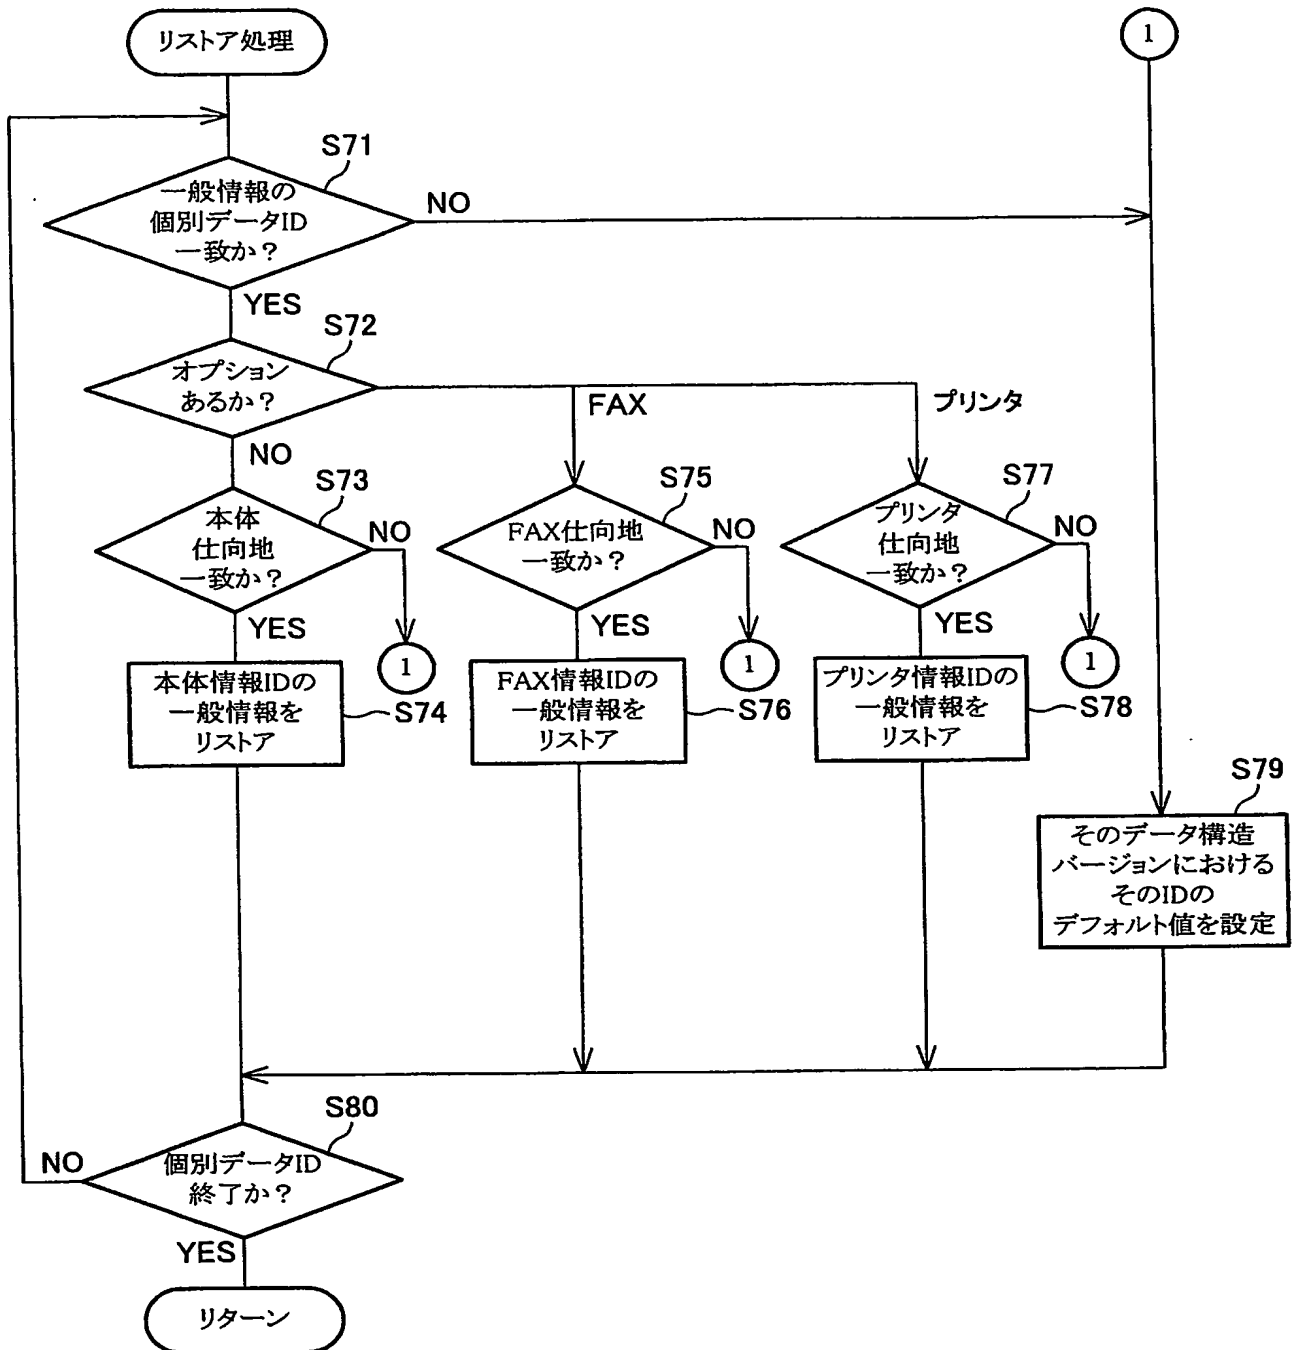 リストア処理
1
S71
一般情報の
個別データID
一致か？
NO
YES
S72
オプション
あるか？
FAX
プリンタ
NO
S73
本体
仕向地
一致か？
NO
YES
1
S75
FAX仕向地
一致か？
NO
YES
1
S77
プリンタ
仕向地
一致か？
NO
YES
1
本体情報IDの
一般情報を
リストア
S74
FAX情報IDの
一般情報を
リストア
S76
プリンタ情報IDの
一般情報を
リストア
S78
S79
そのデータ構造
バージョンにおける
そのIDの
デフォルト値を設定
S80
個別データID
終了か？
NO
YES
リターン